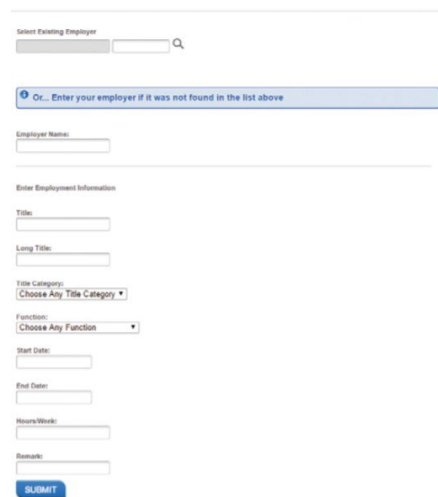 Select Existing Employer
Or... Enter your employer if it was not found in the list above
Employer Name:
Enter Employment Information
Title:
Long Title:
Title Category:
Choose Any Title Category
Function:
Choose Any Function
Start Date:
End Date:
Hours/Week:
Remark:
SUBMIT